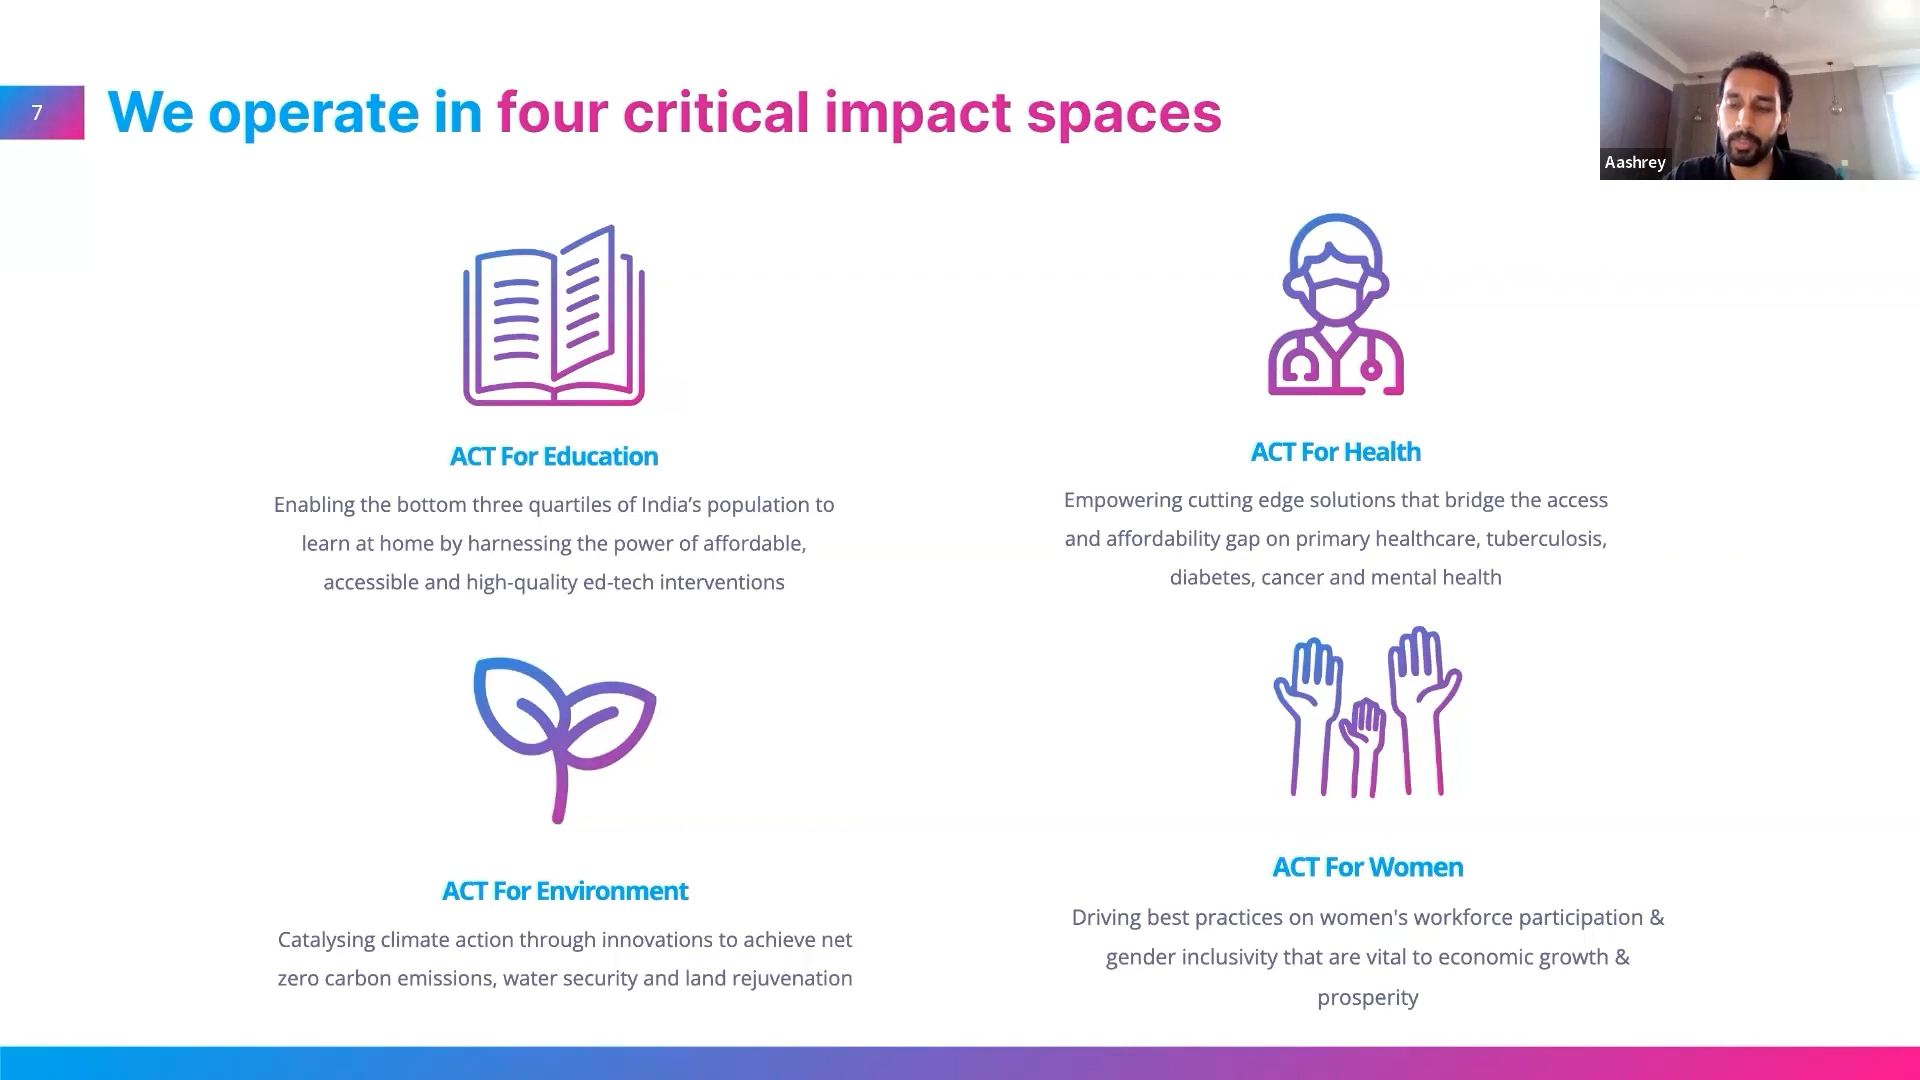 7
We operate in four critical impact spaces
Aashrey
ACT For Education
Enabling the bottom three quartiles of India’s population to
learn at home by harnessing the power of affordable,
accessible and high-quality ed-tech interventions
ACT For Health
Empowering cutting edge solutions that bridge the access
and affordability gap on primary healthcare, tuberculosis,
diabetes, cancer and mental health
ACT For Environment
Catalysing climate action through innovations to achieve net
zero carbon emissions, water security and land rejuvenation
ACT For Women
Driving best practices on women's workforce participation &
gender inclusivity that are vital to economic growth &
prosperity